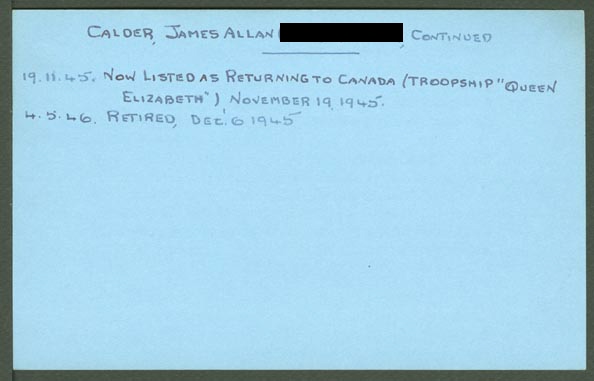 CALDER, JAMES ALLAN , CONTINUED
19.11.45. NOW LISTED AS RETURNING TO CANADA (TROOPSHIP "QUEEN
ELIZABETH") NOVEMBER 19, 1945.
4.5.46. RETIRED, DEC. 6 1945